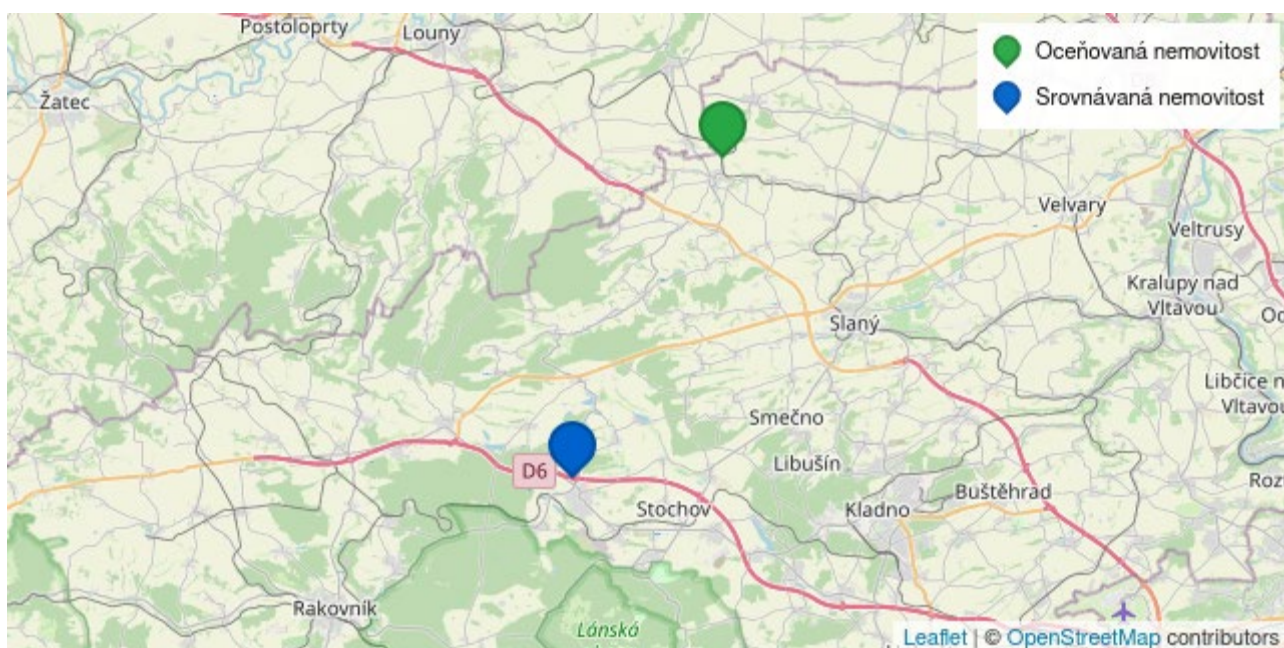 Postoloprty
Louny
Oceňovaná nemovitost
Srovnávaná nemovitost
Žatec
Velvary
Veltrusy
Kralupy nad
Vltavou
Slaný
Libčice n
Vltavou
Smečno
D6
Libušín
Stochov
Kladno
Buštěhrad
Rakovník
Lánská
Leaflet | © OpenStreetMap contributors